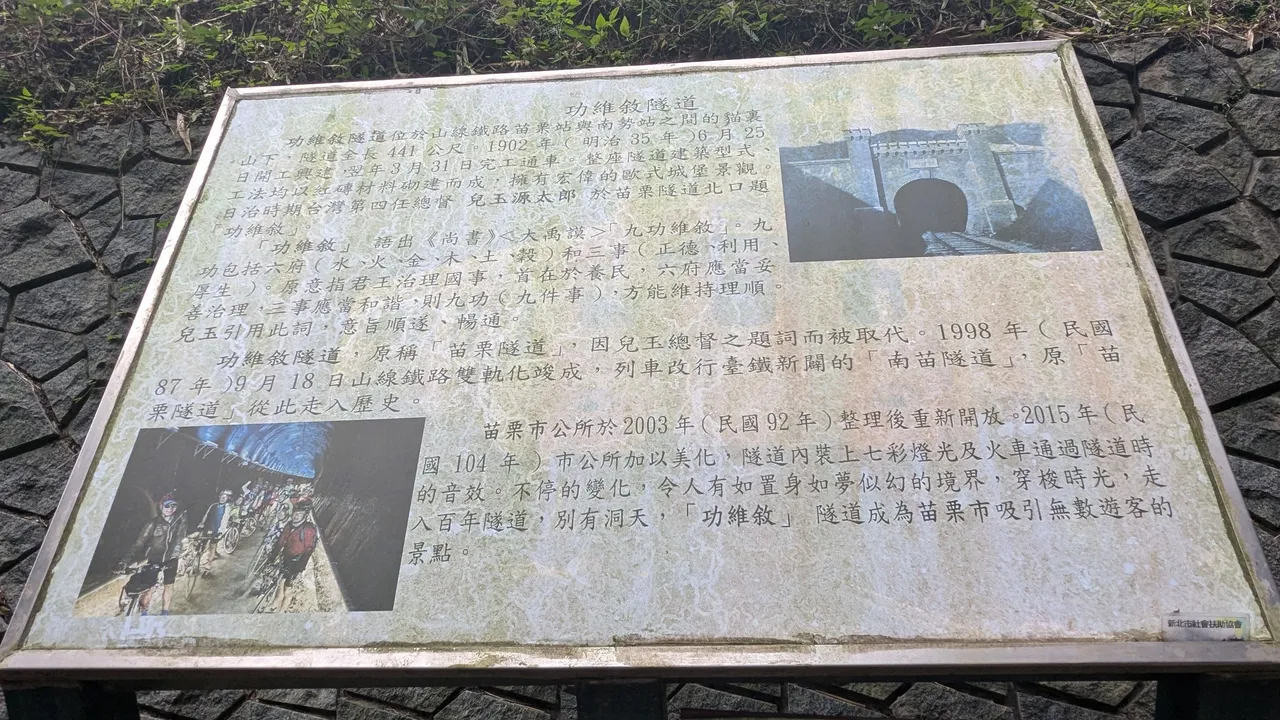 功維敘隧道
功維敘隧道位於山線鐵路苗栗站與南勢站之間的貓裏
山下，隧道全長 441 公尺。1902 年（明治 35 年）6 月 25
日開工興建，翌年 3 月 31 日完工通車。整座隧道建築型式、
工法均以紅磚材料砌建而成，擁有宏偉的歐式城堡景觀。
日治時期台灣第四任總督 兒玉源太郎 於苗栗隧道北口題
「功維敘」。
「功維敘」 語出《尚書》<大禹謨>「九功維敘」。九
功包括六府（水、火、金、木、土、穀）和三事（正德、利用、
厚生）。原意指君王治理國事，首在於養民，六府應當妥
善治理，三事應當和諧，則九功（九件事），方能維持理順。
兒玉引用此詞，意旨順遂、暢通。
功維敘隧道，原稱「苗栗隧道」，因兒玉總督之題詞而被取代。1998 年（民國
87 年）9 月 18 日山線鐵路雙軌化竣成，列車改行臺鐵新闢的「南苗隧道」，原「苗
栗隧道」從此走入歷史。
苗栗市公所於 2003 年（民國 92 年）整理後重新開放。2015 年（民
國 104 年）市公所加以美化，隧道內裝上七彩燈光及火車通過隧道時
的音效。不停的變化，令人有如置身如夢似幻的境界，穿梭時光，走
入百年隧道，別有洞天，「功維敘」 隧道成為苗栗市吸引無數遊客的
景點。
新北市社會扶助協會